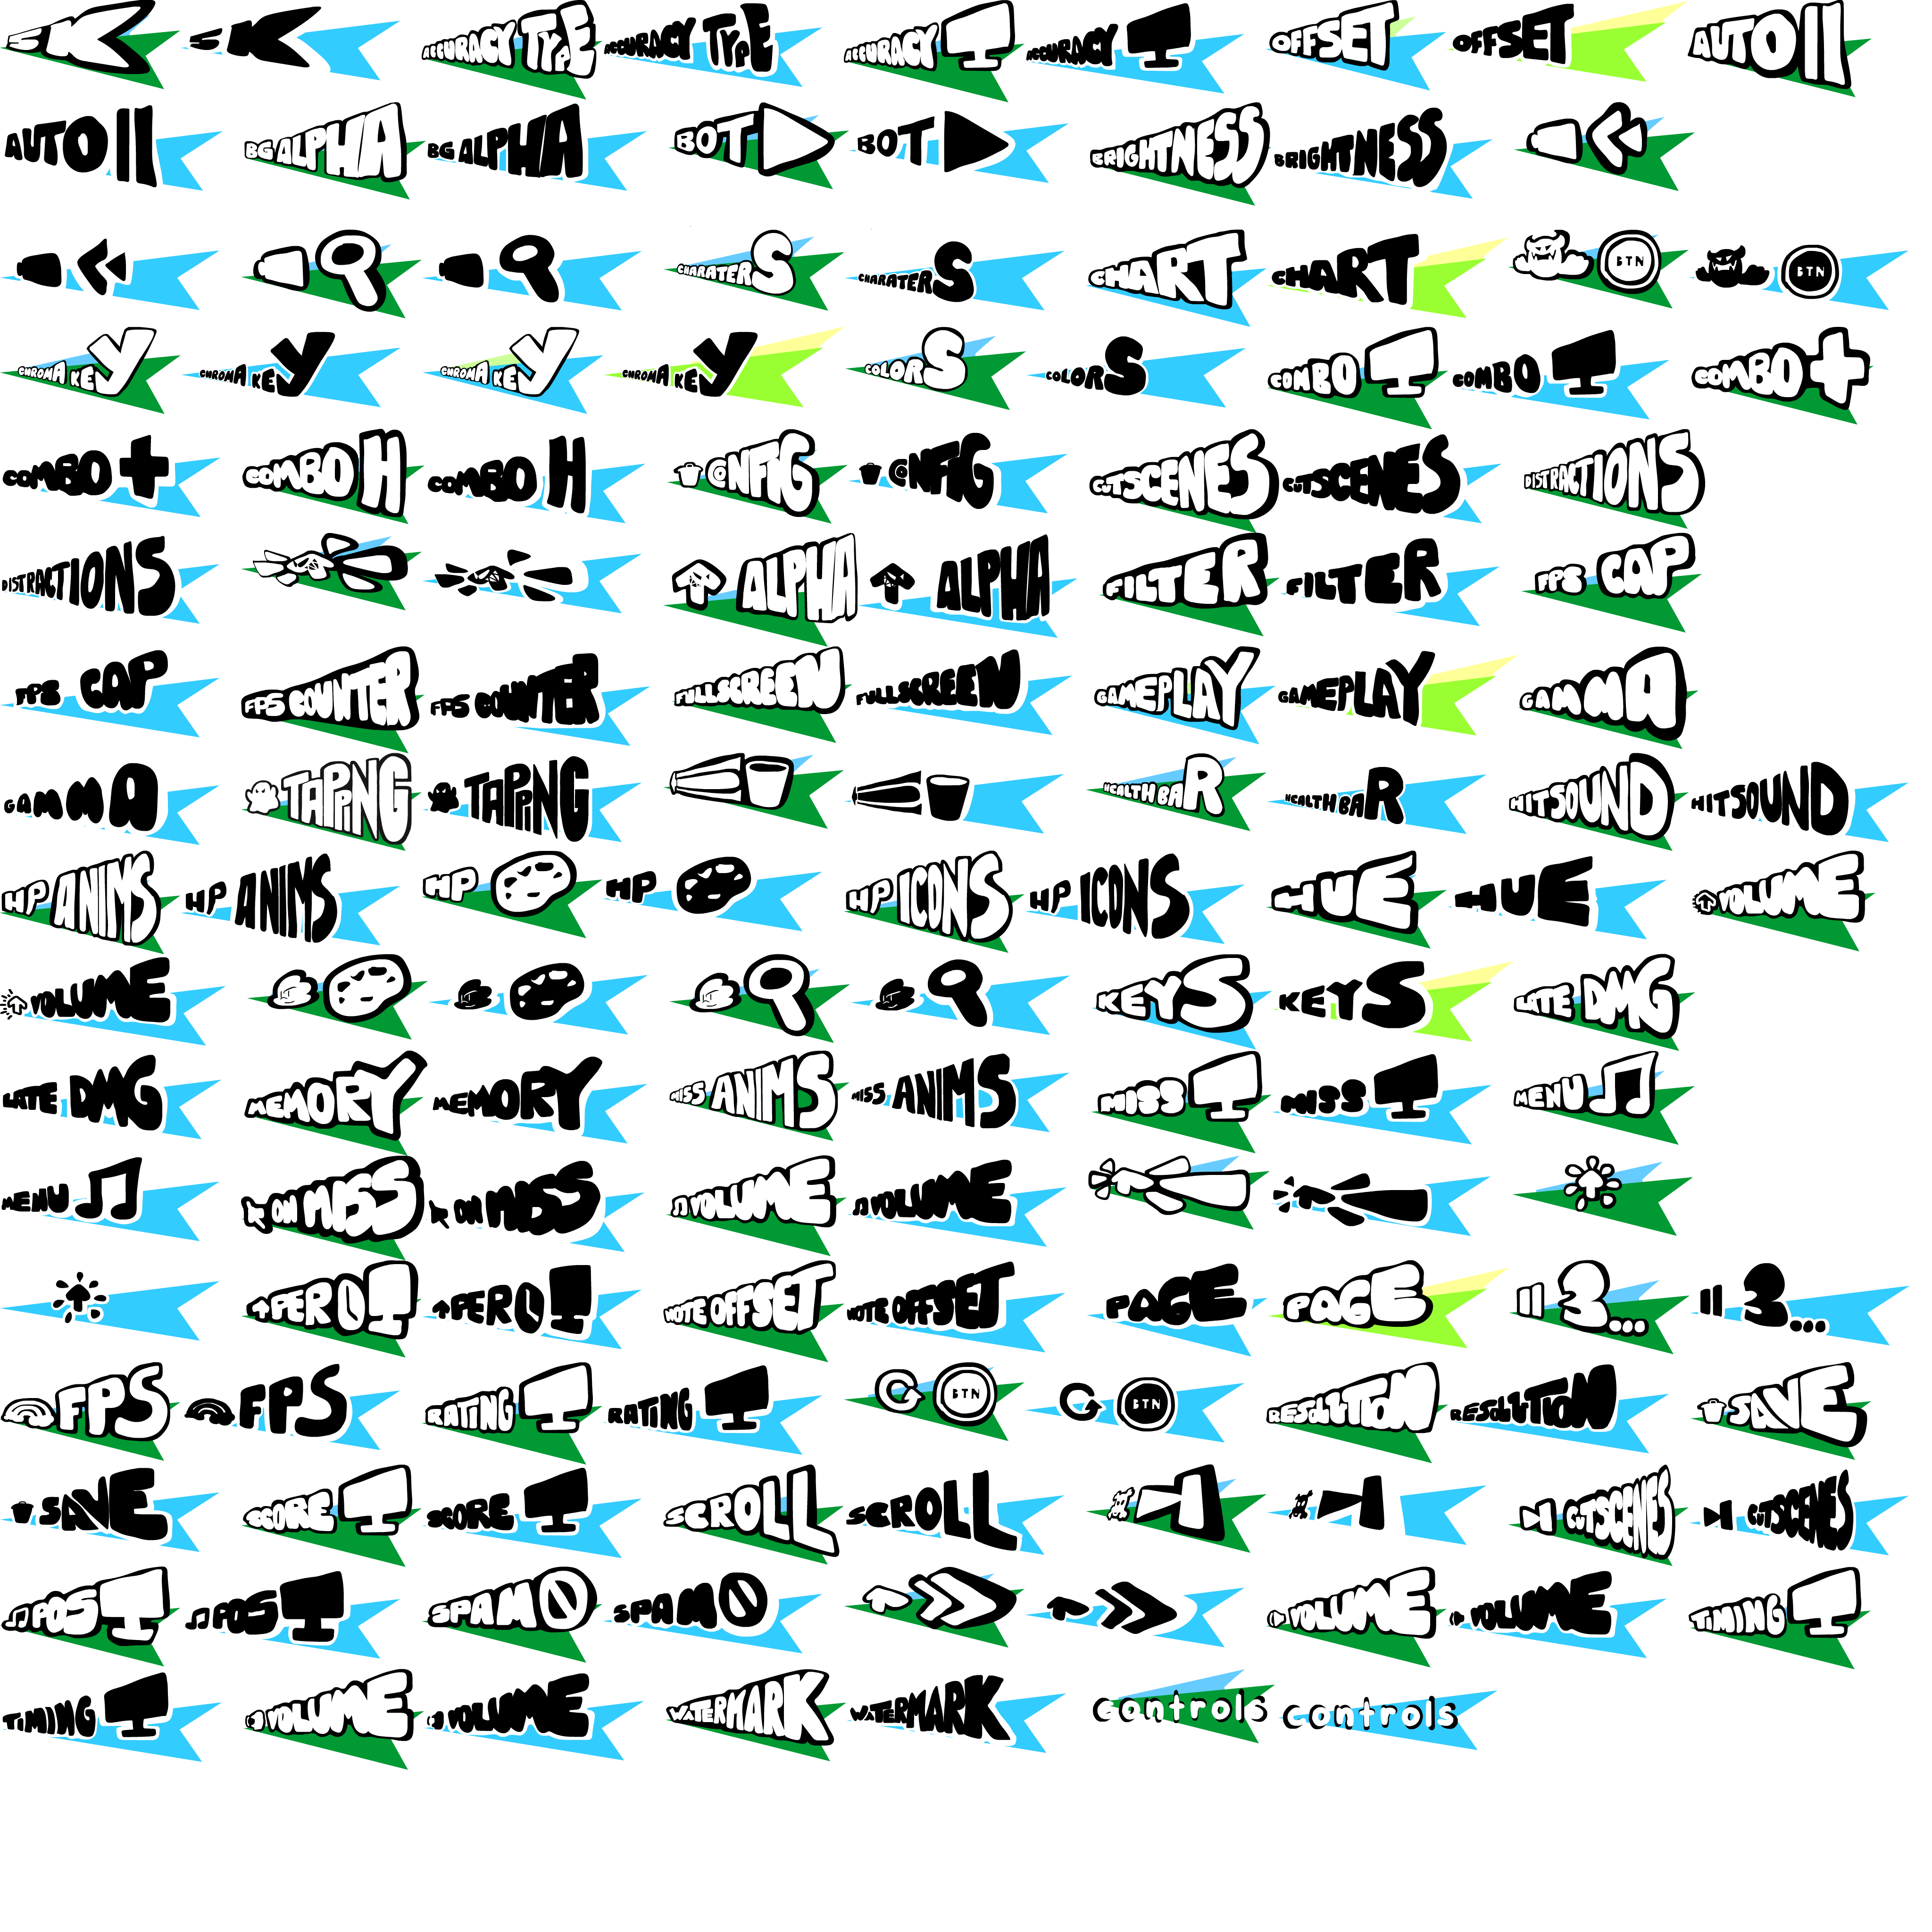 5K 5K ACCURACY TYPE ACCURACY TYPE ACCURACY ACCURACY OFFSET OFFSET AUTO
AUTO BG ALPHA BG ALPHA BOT BOT BRIGHTNESS BRIGHTNESS
CHARATERS CHARATERS CHART CHART BTN BTN
CHROMA KEY CHROMA KEY CHROMA KEY CHROMA KEY COLORS COLORS COMBO COMBO COMBO+
COMBO+ COMBO H COMBO H CONFIG CONFIG CUTSCENES CUTSCENES DISTRACTIONS
DISTRACTIONS ALPHA ALPHA FILTER FILTER FPS CAP
FPS CAP FPS COUNTER FPS COUNTER FULLSCREEN FULLSCREEN GAMEPLAY GAMEPLAY GAMMA
GAMMA TAPPING TAPPING HEALTH BAR HEALTH BAR HITSOUND HITSOUND
HP ANIMS HP ANIMS HP HP HP ICONS HP ICONS HUE HUE VOLUME
VOLUME KEYS KEYS LATE DMG
LATE DMG MEMORY MEMORY MISS ANIMS MISS ANIMS MISS MISS MENU
MENU ON MISS ON MISS VOLUME VOLUME
PERO PERO NOTE OFFSET NOTE OFFSET PAGE PAGE 3... 3...
FPS FPS RATING RATING BTN BTN RESOLUTION RESOLUTION SAVE
SAVE SCORE SCORE SCROLL SCROLL CUTSCENES CUTSCENES
POS POS SPAM SPAM VOLUME VOLUME TIMING
TIMING VOLUME VOLUME WATERMARK WATERMARK controls controls